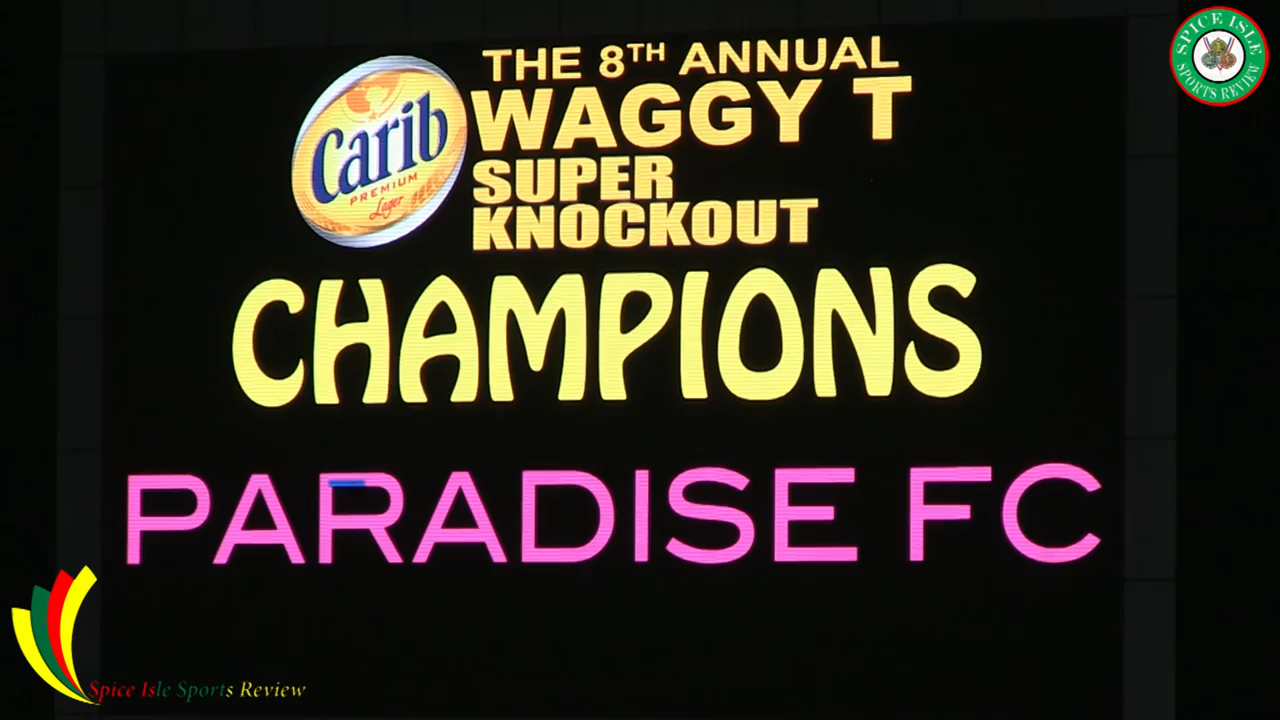 THE 8TH ANNUAL
WAGGY T
SUPER
KNOCKOUT
Carib
PREMIUM
Lager
CHAMPIONS
PARADISE FC
SPICE ISLE
SPORTS REVIEW
Spice Isle Sports Review